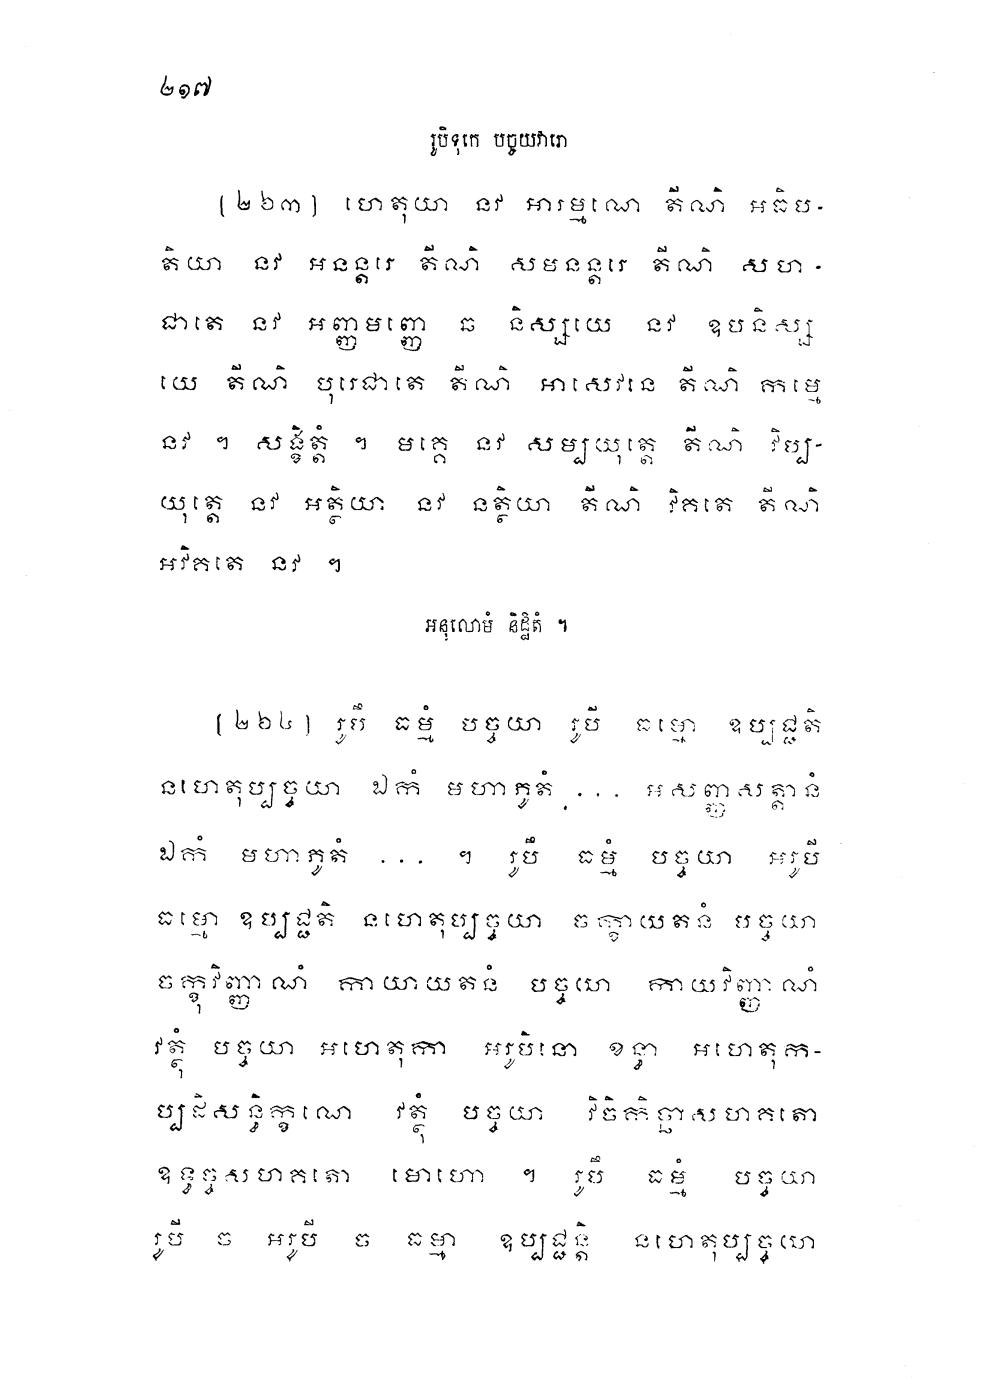 ២១៧
រូបិទុកេ បច្ចយវារោ
(២៦៣) ហេតុយា នវ អារម្មណេ តីណិ អធិប-
តិយា នវ អនន្តរេ តីណិ សមនន្តរេ តីណិ សហ-
ជាតេ នវ អញ្ញមញ្ញេ ឆ និស្សយេ នវ ឧបនិស្ស
យេ តីណិ បុរេជាតេ តីណិ អាសេវនេ តីណិ កម្មេ
នវ ។ សង្ខិត្តំ ។ មគ្គេ នវ សម្បយុត្តេ តីណិ វិប្ប-
យុត្តេ នវ អត្ថិយា នវ នត្ថិយា តីណិ វិគតេ តីណិ
អវិគតេ នវ ។
អនុលោមំ និដ្ឋិតំ ។
(២៦៤) រូបឹ ធម្មំ បច្ចយា រូបី ធម្មោ ឧប្បជ្ជតិ
នហេតុប្បច្ចយា ឯកំ មហាភូតំ ... អសញ្ញសត្តានំ
ឯកំ មហាភូតំ ... ។ រូបឹ ធម្មំ បច្ចយា អរូបី
ធម្មោ ឧប្បជ្ជតិ នហេតុប្បច្ចយា ចក្ខាយតនំ បច្ចយា
ចក្ខុវិញ្ញាណំ កាយាយតនំ បច្ចយា កាយវិញ្ញាណំ
វត្ថុំ បច្ចយា អហេតុកា អរូបិនោ ខន្ធា អហេតុក-
ប្បដិសន្ធិក្ខណេ វត្ថុំ បច្ចយា វិចិកិច្ឆាសហគតោ
ឧទ្ធច្ចសហគតោ មោហោ ។ រូបឹ ធម្មំ បច្ចយា
រូបី ច អរូបី ច ធម្មា ឧប្បជ្ជន្តិ នហេតុប្បច្ចយា